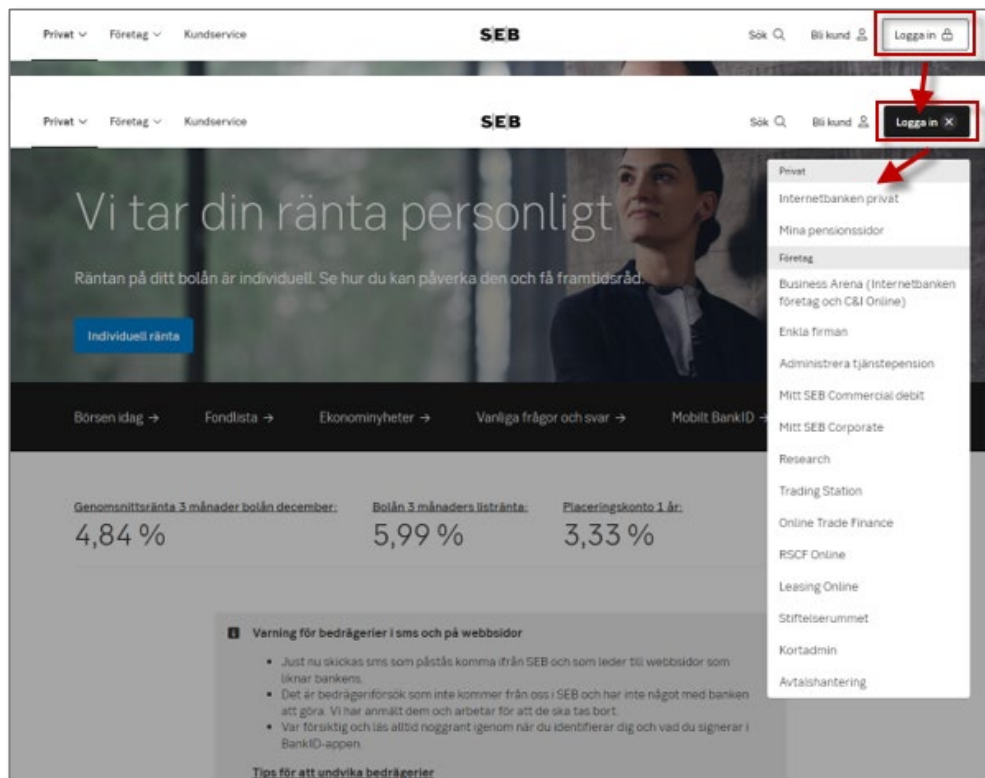 Privat Företag Kundservice SEB Sök Bli kund Logga in
Privat Företag Kundservice SEB Sök Bli kund Logga in
Vi tar din ränta personligt
Räntan på ditt bolån är individuell. Se hur du kan påverka den och få framtidsråd.
Individuell ränta
Börsen idag → Fondlista → Ekonominyheter → Vanliga frågor och svar → Mobilt BankID →
Privat
Internetbanken privat
Mina pensionssidor
Företag
Business Arena (Internetbanken
företag och C&I Online)
Enkla firman
Administrera tjänstepension
Mitt SEB Commercial debit
Mitt SEB Corporate
Research
Trading Station
Online Trade Finance
RSCF Online
Leasing Online
Stiftelserummet
Kortadmin
Avtalshantering
Genomsnittsränta 3 månader bolån december: Bolån 3 månaders listränta: Placeringskonto 1 år:
4,84 % 5,99 % 3,33 %
Varning för bedrägerier i sms och på webbsidor
• Just nu skickas sms som påstås komma ifrån SEB och som leder till webbsidor som
liknar bankens.
• Det är bedrägeriförsök som inte kommer från oss i SEB och har inte något med banken
att göra. Vi har anmält dem och arbetar för att de ska tas bort.
• Var försiktig och läs alltid noggrant igenom när du identifierar dig och vad du signerar i
BankID-appen.
Tips för att undvika bedrägerier